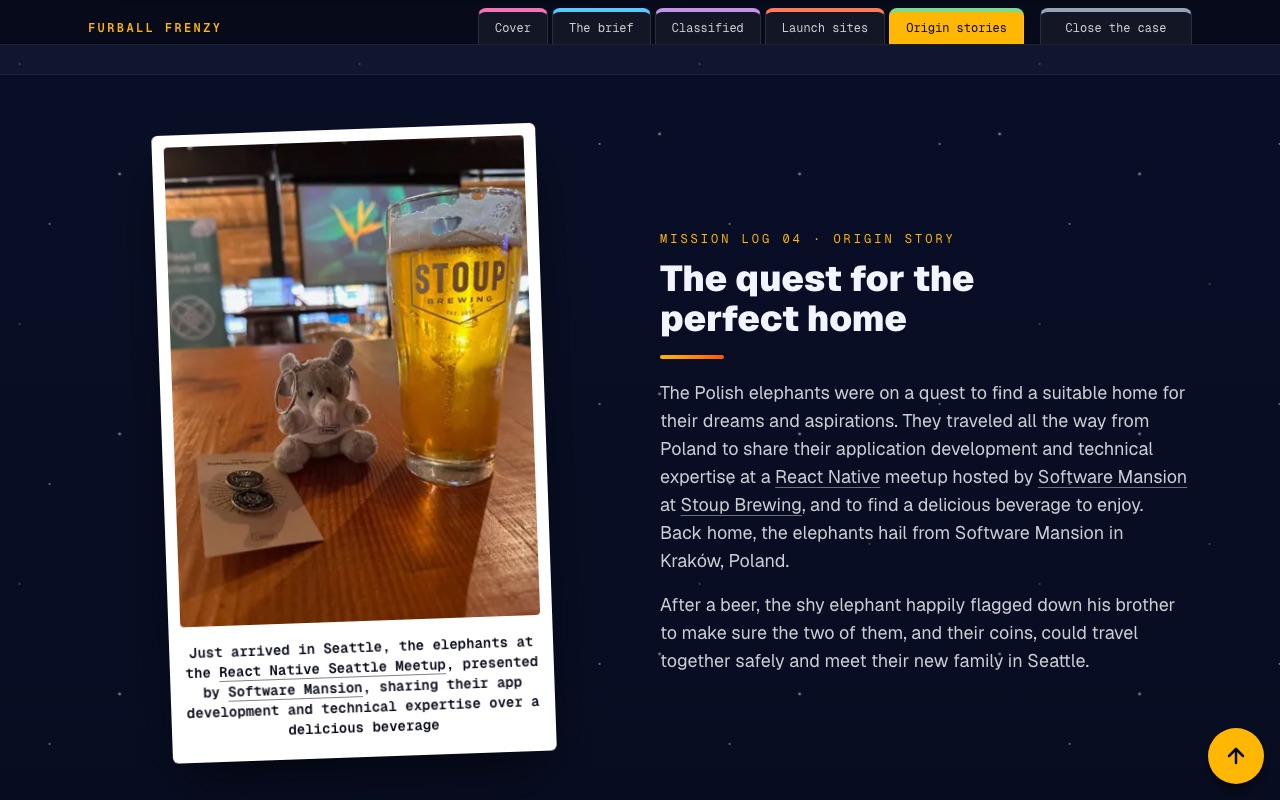 FURBALL FRENZY
Cover
The brief
Classified
Launch sites
Origin stories
Close the case
STOUP
BREWING
MISSION LOG 04 · ORIGIN STORY
The quest for the
perfect home
The Polish elephants were on a quest to find a suitable home for
their dreams and aspirations. They traveled all the way from
Poland to share their application development and technical
expertise at a React Native meetup hosted by Software Mansion
at Stoup Brewing, and to find a delicious beverage to enjoy.
Back home, the elephants hail from Software Mansion in
Kraków, Poland.
After a beer, the shy elephant happily flagged down his brother
to make sure the two of them, and their coins, could travel
together safely and meet their new family in Seattle.
Just arrived in Seattle, the elephants at
the React Native Seattle Meetup, presented
by Software Mansion, sharing their app
development and technical expertise over a
delicious beverage